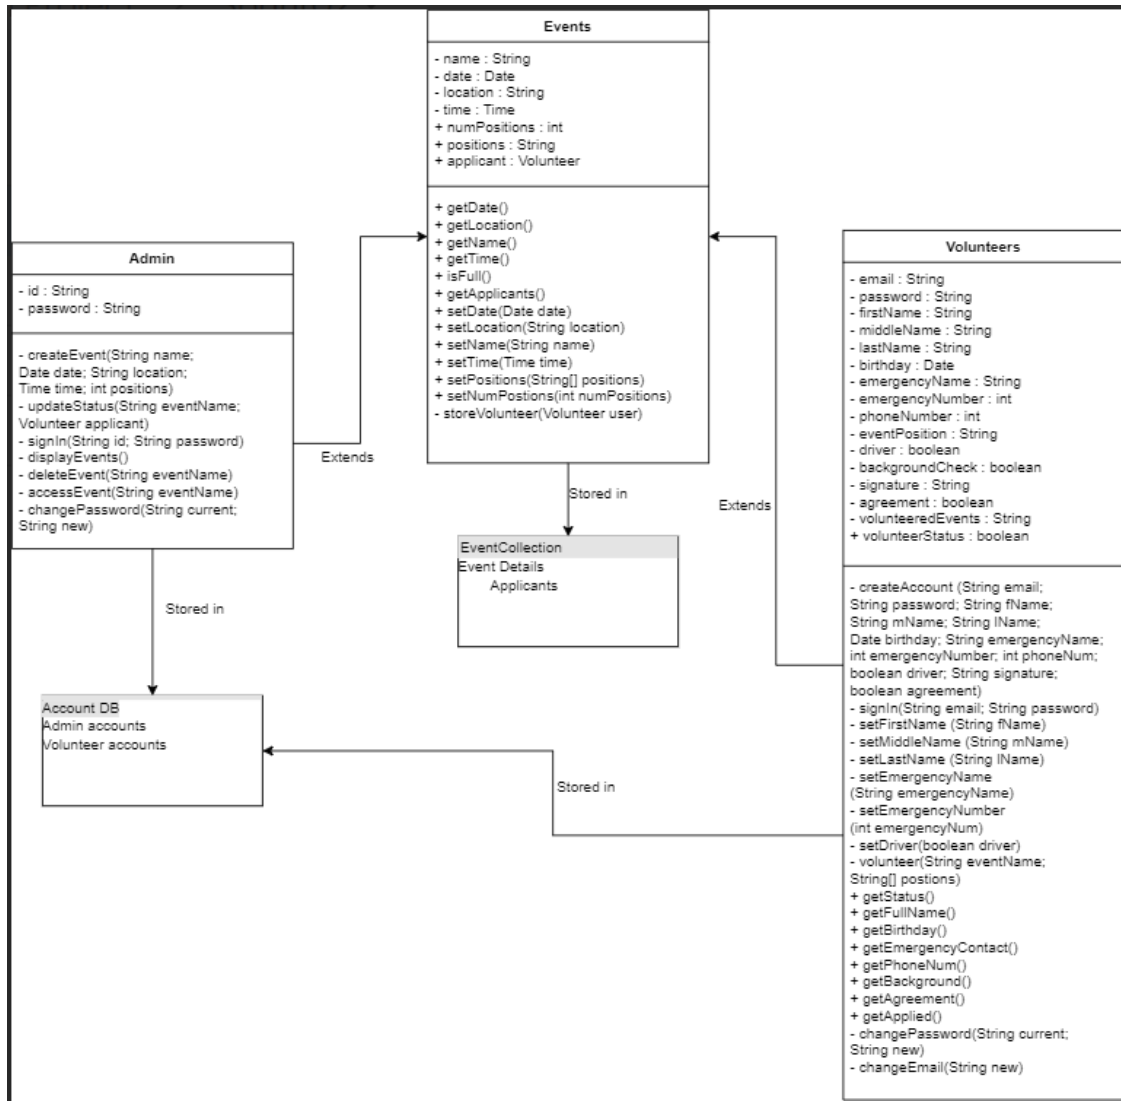 Events
- name : String
- date : Date
- location : String
- time : Time
+ numPositions : int
+ positions : String
+ applicant : Volunteer
+ getDate()
+ getLocation()
+ getName()
+ getTime()
+ isFull()
+ getApplicants()
+ setDate(Date date)
+ setLocation(String location)
+ setName(String name)
+ setTime(Time time)
+ setPositions(String[] positions)
+ setNumPostions(int numPositions)
- storeVolunteer(Volunteer user)
Admin
- id : String
- password : String
- createEvent(String name;
Date date; String location;
Time time; int positions)
- updateStatus(String eventName;
Volunteer applicant)
- signIn(String id; String password)
- displayEvents()
- deleteEvent(String eventName)
- accessEvent(String eventName)
- changePassword(String current;
String new)
Extends
Stored in
Extends
Volunteers
- email : String
- password : String
- firstName : String
- middleName : String
- lastName : String
- birthday : Date
- emergencyName : String
- emergencyNumber : int
- phoneNumber : int
- eventPosition : String
- driver : boolean
- backgroundCheck : boolean
- signature : String
- agreement : boolean
- volunteeredEvents : String
+ volunteerStatus : boolean
- createAccount (String email;
String password; String fName;
String mName; String lName;
Date birthday; String emergencyName;
int emergencyNumber; int phoneNum;
boolean driver; String signature;
boolean agreement)
- signIn(String email; String password)
- setFirstName (String fName)
- setMiddleName (String mName)
- setLastName (String lName)
- setEmergencyName
(String emergencyName)
- setEmergencyNumber
(int emergencyNum)
- setDriver(boolean driver)
- volunteer(String eventName;
String[] postions)
+ getStatus()
+ getFullName()
+ getBirthday()
+ getEmergencyContact()
+ getPhoneNum()
+ getBackground()
+ getAgreement()
+ getApplied()
- changePassword(String current;
String new)
- changeEmail(String new)
EventCollection
Event Details
Applicants
Stored in
Account DB
Admin accounts
Volunteer accounts
Stored in